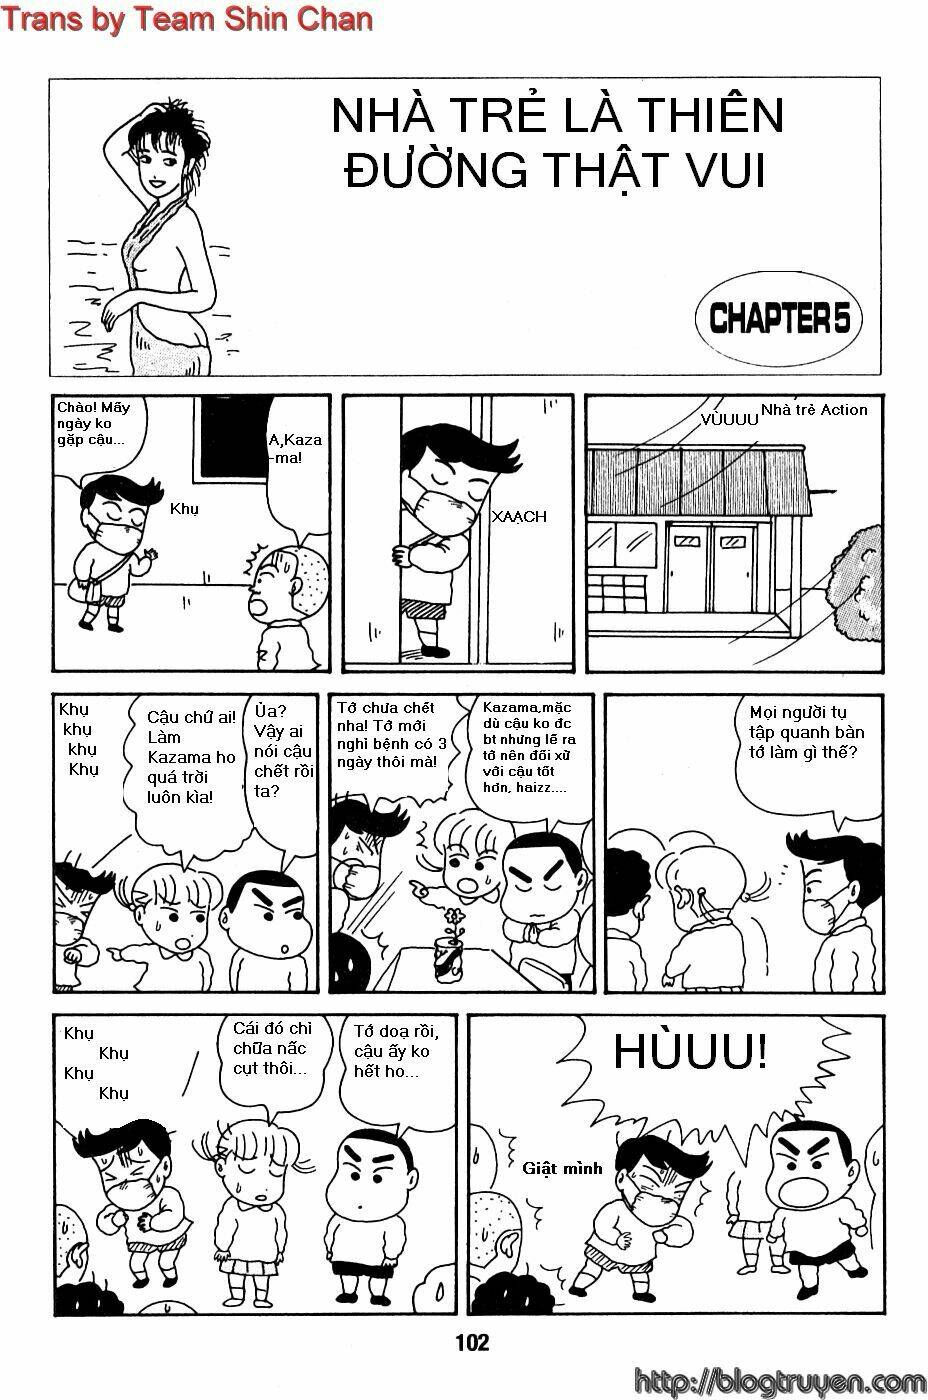 Trans by Team Shin Chan
NHÀ TRẺ LÀ THIÊN
ĐƯỜNG THẬT VUI
CHAPTER 5
Nhà trẻ Action
VÙUUU
XAẠCH
A,Kaza
-ma!
Chào! Mãy
ngày ko
gặp cậu...
Khụ
Mọi người tụ
tập quanh bàn
tớ làm gì thế?
Kazama,mặc
dù cậu ko đc
bt nhưng lẽ ra
tớ nên đối xử
với cậu tốt
hơn, haizz....
Tớ chưa chết
nha! Tớ mới
nghỉ bệnh có 3
ngày thôi mà!
Ủa?
Vậy ai
nói cậu
chết rồi
ta?
Cậu chứ ai!
Làm
Kazama ho
quá trời
luôn kìa!
Khụ
khụ
khụ
Khụ
HÙUU!
Giật mình
Tớ doạ rồi,
cậu ấy ko
hết ho...
Cái đó chỉ
chữa nấc
cụt thôi...
Khụ
Khụ
Khụ
Khụ
102
http://blogtruyen.com